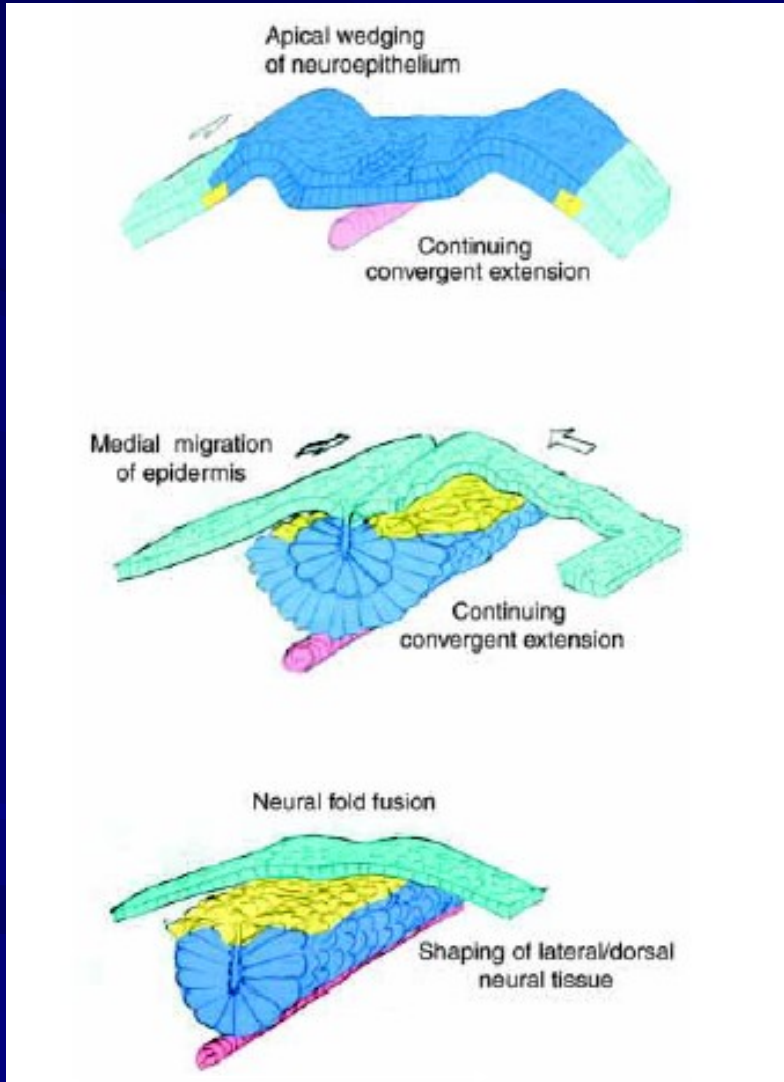 Apical wedging
of neuroepithelium
Continuing
convergent extension
Medial migration
of epidermis
Continuing
convergent extension
Neural fold fusion
Shaping of lateral/dorsal
neural tissue